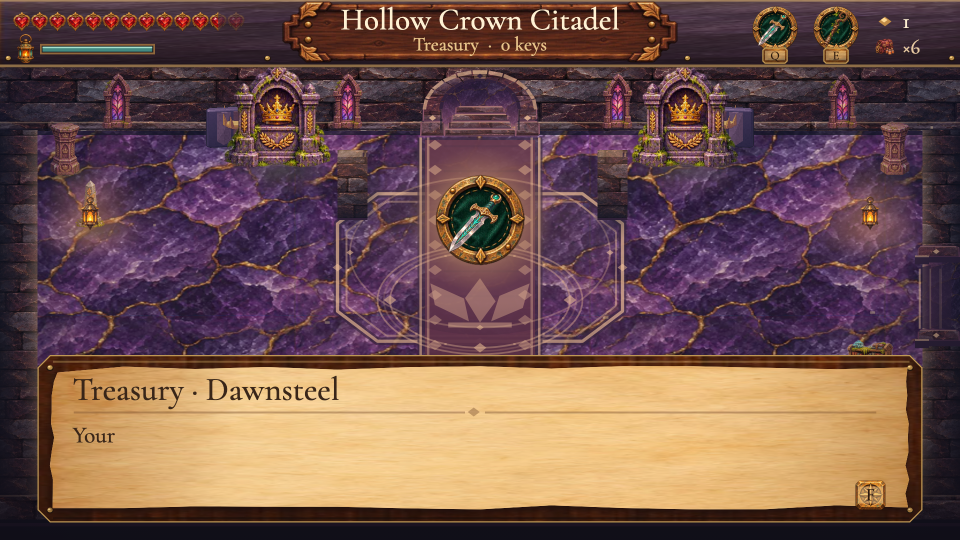 Hollow Crown Citadel
Treasury · 0 keys
Q
E
1
×6
Treasury · Dawnsteel
Your
F